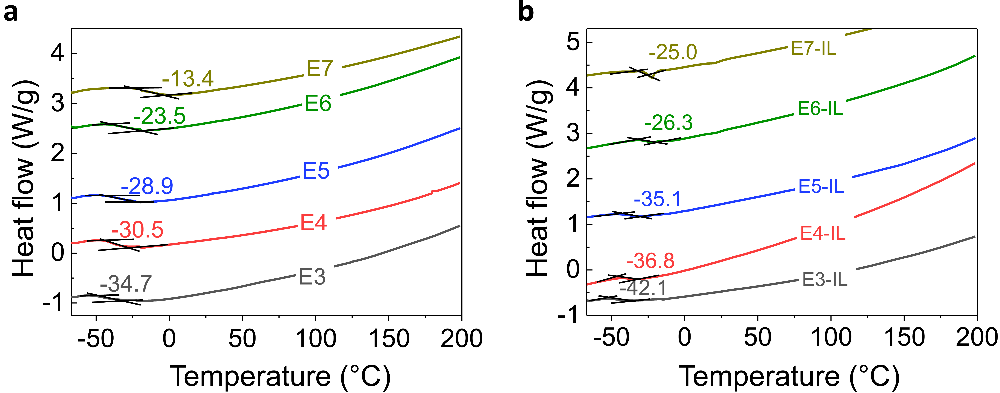 a
Heat flow (W/g)
4
3
2
1
0
-1
-13.4
E7
-23.5
E6
-28.9
E5
-30.5
E4
-34.7
E3
-50 0 50 100 150 200
Temperature (°C)
b
Heat flow (W/g)
5
4
3
2
1
0
-1
-25.0
E7-IL
-26.3
E6-IL
-35.1
E5-IL
-36.8
E4-IL
-42.1
E3-IL
-50 0 50 100 150 200
Temperature (°C)